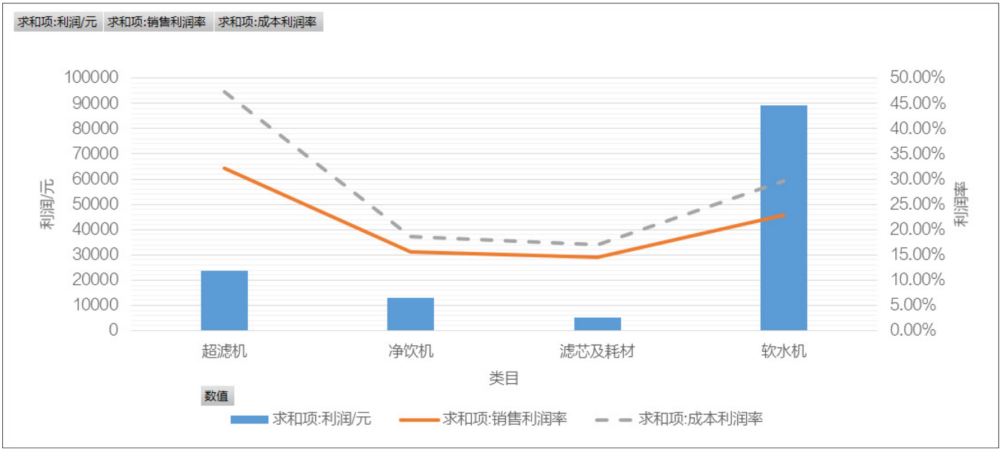 求和项:利润/元 求和项:销售利润率 求和项:成本利润率
100000 50.00%
90000 45.00%
80000 40.00%
70000 35.00%
60000 30.00%
50000 25.00%
40000 20.00%
30000 15.00%
20000 10.00%
10000 5.00%
0 0.00%
利润/元
利润率
超滤机 净饮机 滤芯及耗材 软水机
类目
数值
求和项:利润/元 求和项:销售利润率 求和项:成本利润率